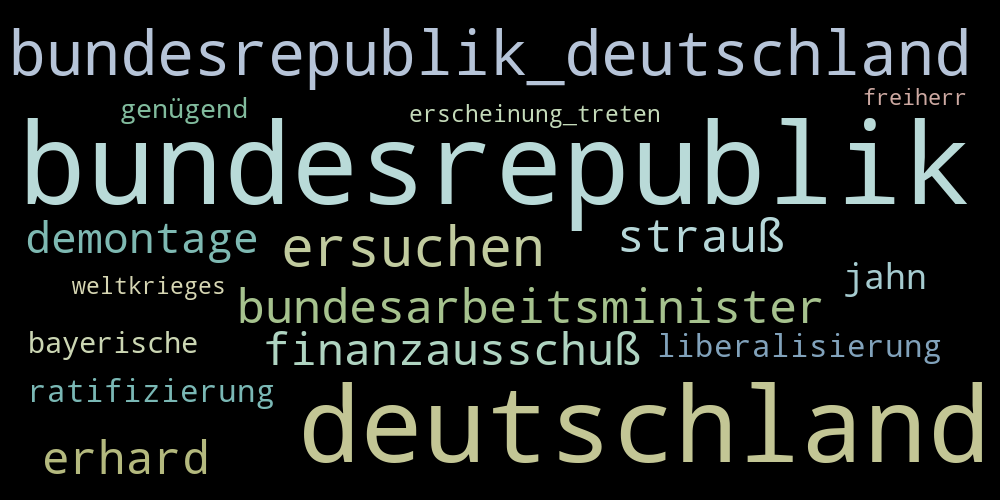 bundesrepublik_deutschland
genügend erscheinung_treten freiherr
bundesrepublik
demontage ersuchen strauß
weltkrieges jahn
bundesarbeitsminister
bayerische finanzausschuß liberalisierung
ratifizierung
deutschland
erhard